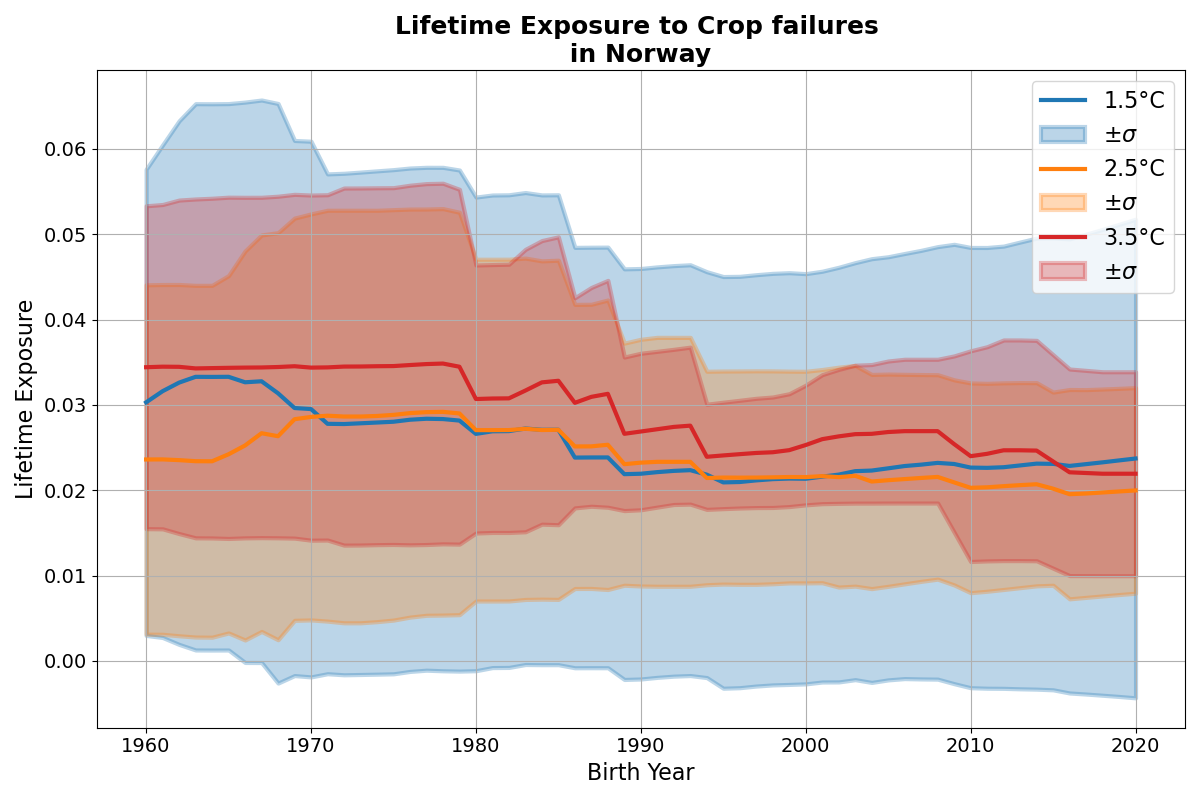 Lifetime Exposure to Crop failures
in Norway
1.5°C
±σ
2.5°C
±σ
3.5°C
±σ
Lifetime Exposure
0.06
0.05
0.04
0.03
0.02
0.01
0.00
1960 1970 1980 1990 2000 2010 2020
Birth Year